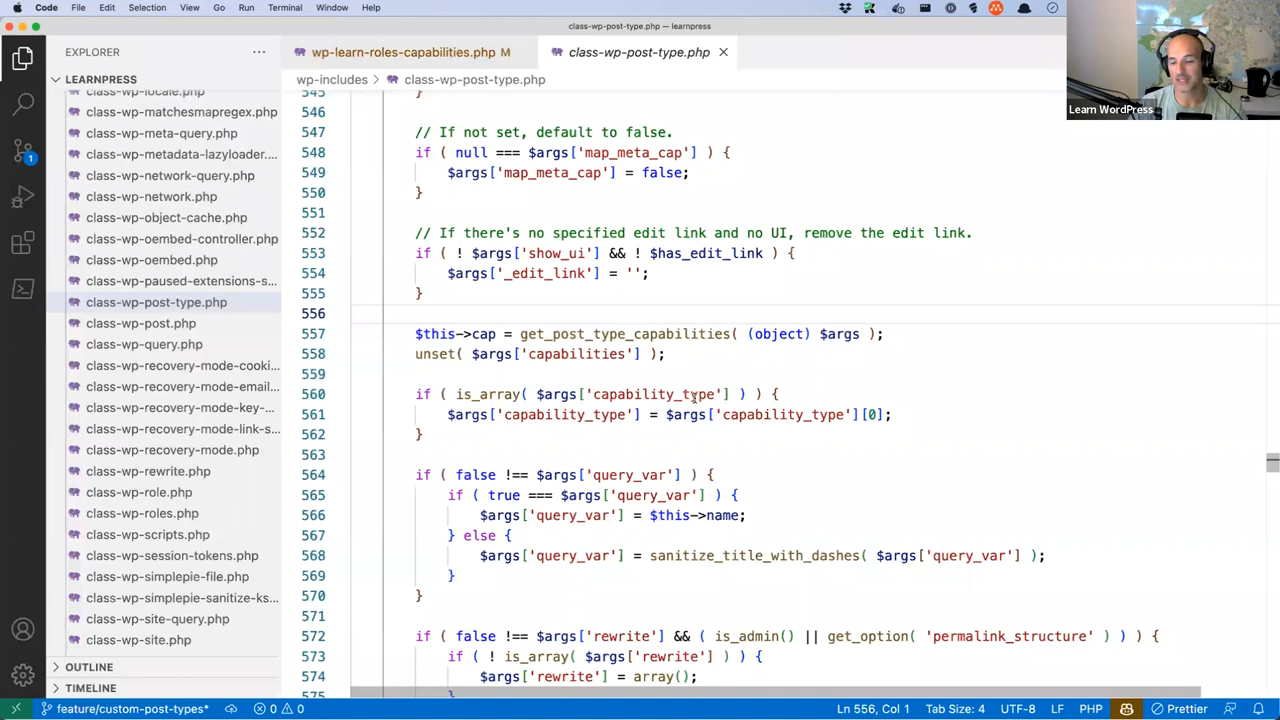 Code File Edit Selection View Go Run Terminal Window Help
class-wp-post-type.php — learnpress
EXPLORER
LEARNPRESS
class-wp-locale.php
class-wp-matchesmapregex.php
class-wp-meta-query.php
class-wp-metadata-lazyloader....
class-wp-network-query.php
class-wp-network.php
class-wp-object-cache.php
class-wp-oembed-controller.php
class-wp-oembed.php
class-wp-paused-extensions-s...
class-wp-post-type.php
class-wp-post.php
class-wp-query.php
class-wp-recovery-mode-cooki...
class-wp-recovery-mode-email...
class-wp-recovery-mode-key-...
class-wp-recovery-mode-link-s...
class-wp-recovery-mode.php
class-wp-rewrite.php
class-wp-role.php
class-wp-roles.php
class-wp-scripts.php
class-wp-session-tokens.php
class-wp-simplepie-file.php
class-wp-simplepie-sanitize-ks...
class-wp-site-query.php
class-wp-site.php
OUTLINE
TIMELINE
wp-learn-roles-capabilities.php M
class-wp-post-type.php
wp-includes > class-wp-post-type.php
545 }
546
547 // If not set, default to false.
548 if ( null === $args['map_meta_cap'] ) {
549 $args['map_meta_cap'] = false;
550 }
551
552 // If there's no specified edit link and no UI, remove the edit link.
553 if ( ! $args['show_ui'] && ! $has_edit_link ) {
554 $args['_edit_link'] = '';
555 }
556
557 $this->cap = get_post_type_capabilities( (object) $args );
558 unset( $args['capabilities'] );
559
560 if ( is_array( $args['capability_type'] ) ) {
561 $args['capability_type'] = $args['capability_type'][0];
562 }
563
564 if ( false !== $args['query_var'] ) {
565 if ( true === $args['query_var'] ) {
566 $args['query_var'] = $this->name;
567 } else {
568 $args['query_var'] = sanitize_title_with_dashes( $args['query_var'] );
569 }
570 }
571
572 if ( false !== $args['rewrite'] && ( is_admin() || get_option( 'permalink_structure' ) ) ) {
573 if ( ! is_array( $args['rewrite'] ) ) {
574 $args['rewrite'] = array();
575 }
Learn WordPress
1
feature/custom-post-types* 0 0 Ln 556, Col 1 Tab Size: 4 UTF-8 LF PHP Prettier